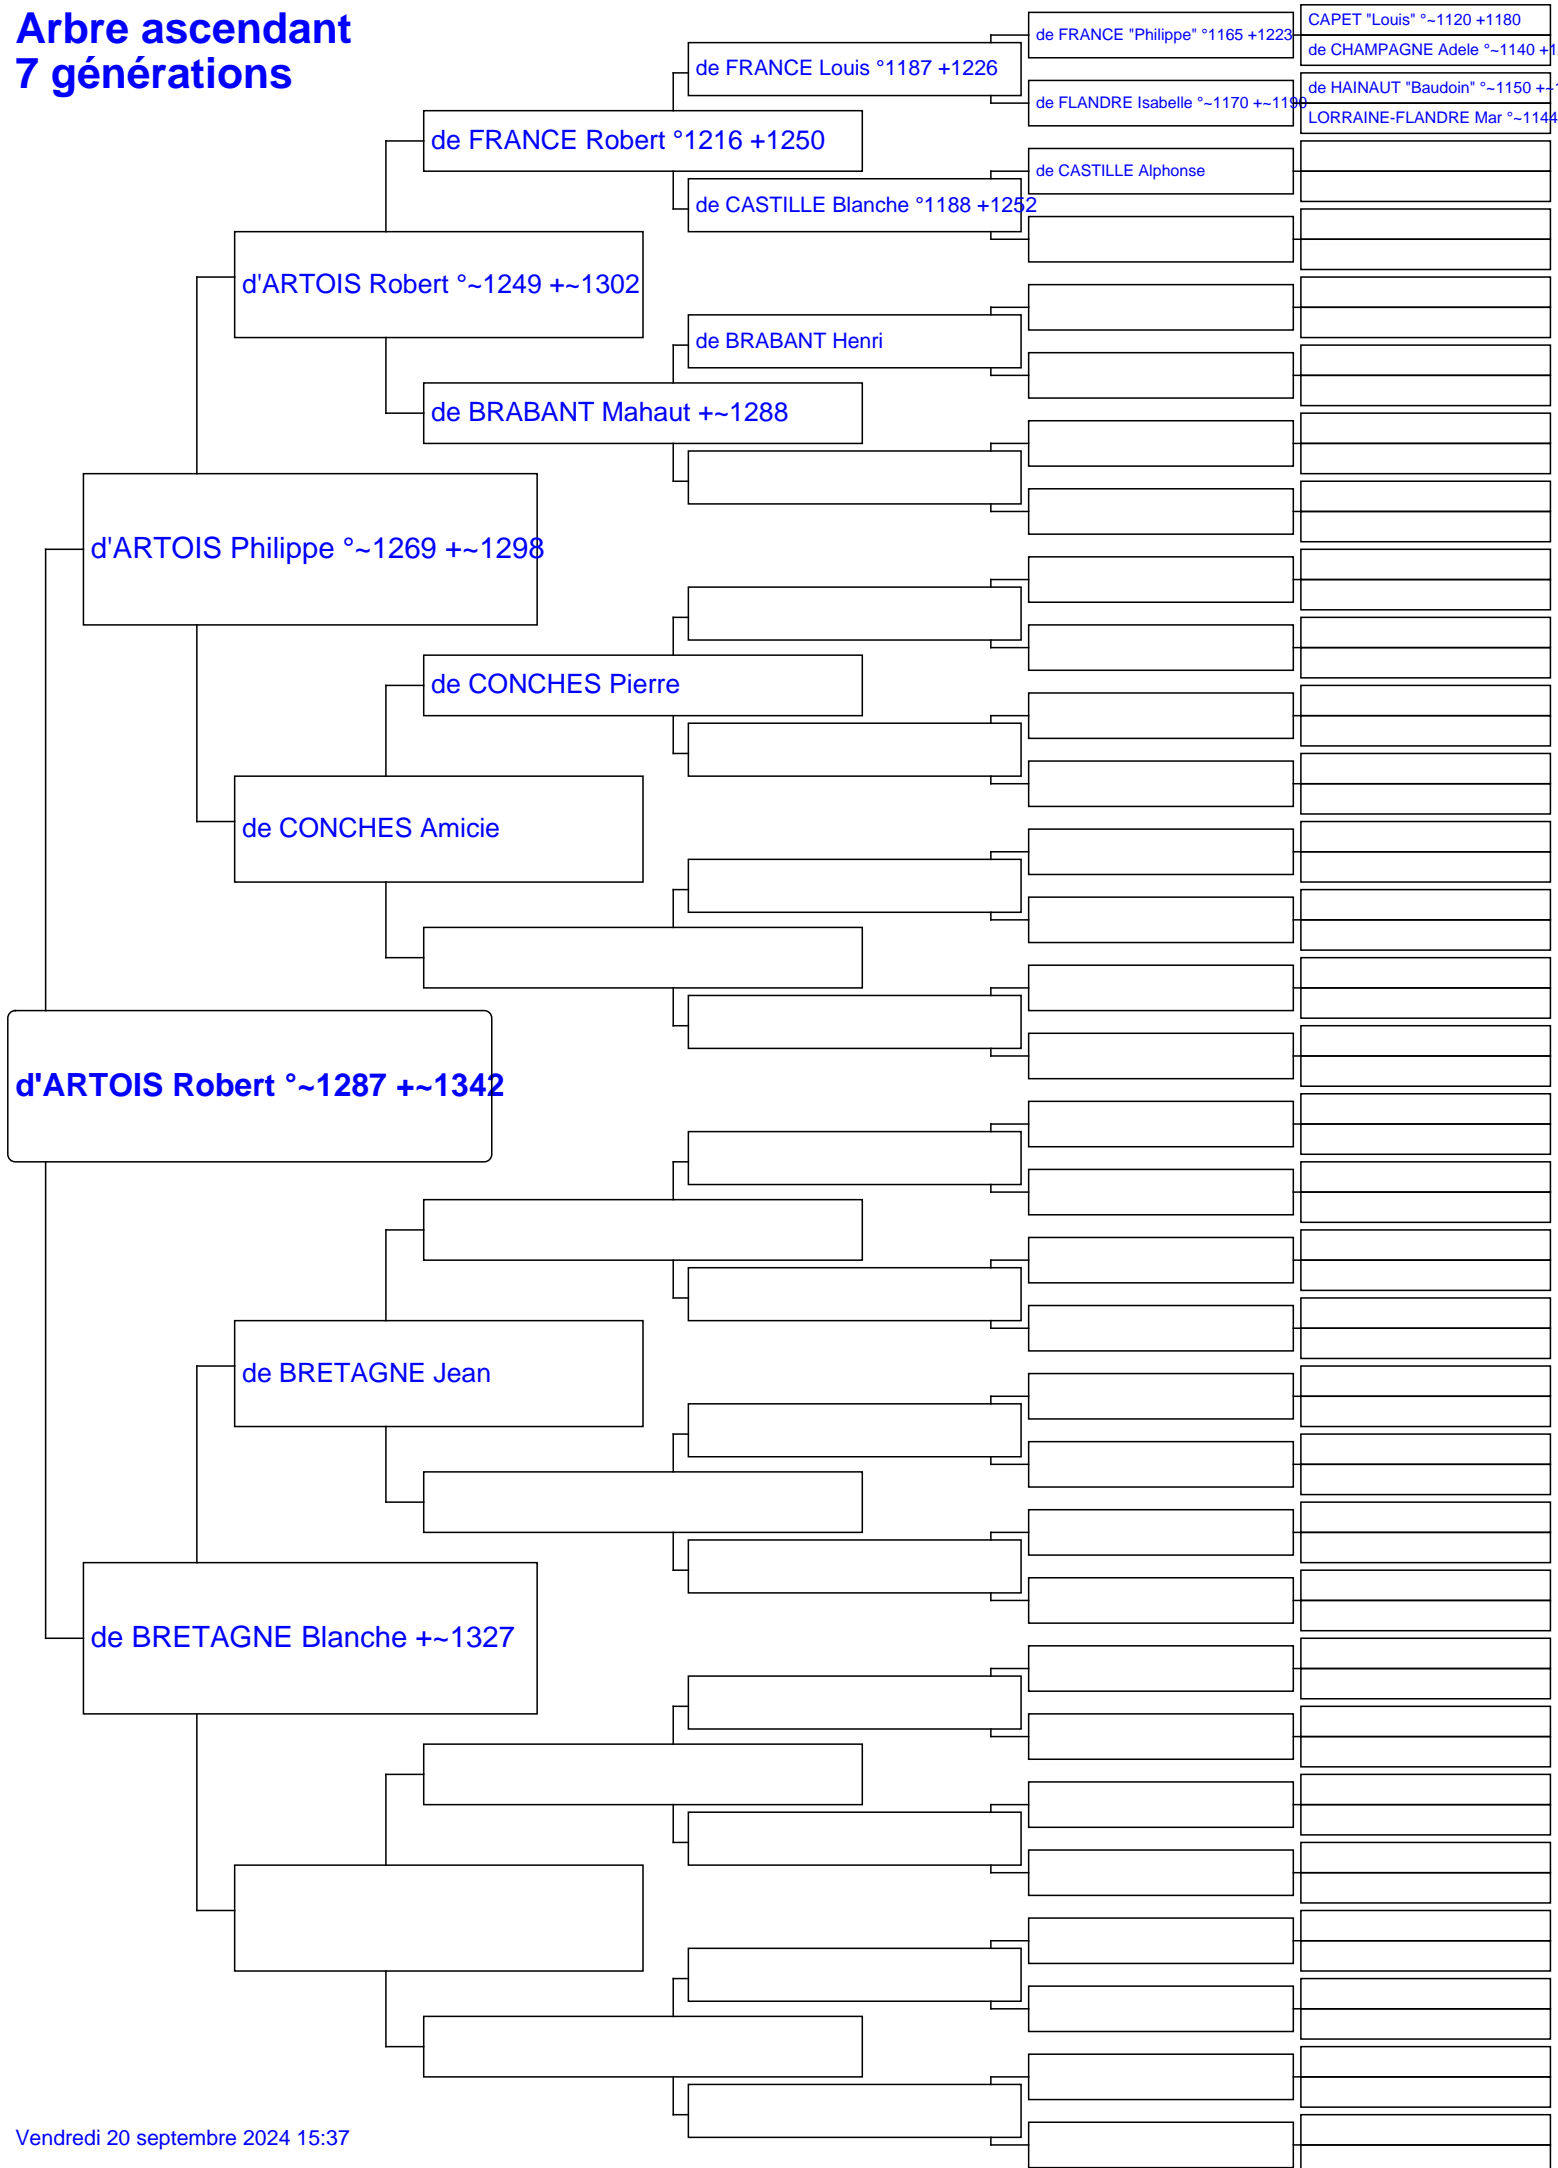 Arbre ascendant
7 générations
CAPET "Louis" °~1120 +1180
de FRANCE "Philippe" °1165 +1223
de CHAMPAGNE Adele °~1140 +1
de FRANCE Louis °1187 +1226
de HAINAUT "Baudoin" °~1150 +~1
de FLANDRE Isabelle °~1170 +~1190
LORRAINE-FLANDRE Mar °~1144
de FRANCE Robert °1216 +1250
de CASTILLE Alphonse
de CASTILLE Blanche °1188 +1252
d'ARTOIS Robert °~1249 +~1302
de BRABANT Henri
de BRABANT Mahaut +~1288
d'ARTOIS Philippe °~1269 +~1298
de CONCHES Pierre
de CONCHES Amicie
d'ARTOIS Robert °~1287 +~1342
de BRETAGNE Jean
de BRETAGNE Blanche +~1327
Vendredi 20 septembre 2024 15:37